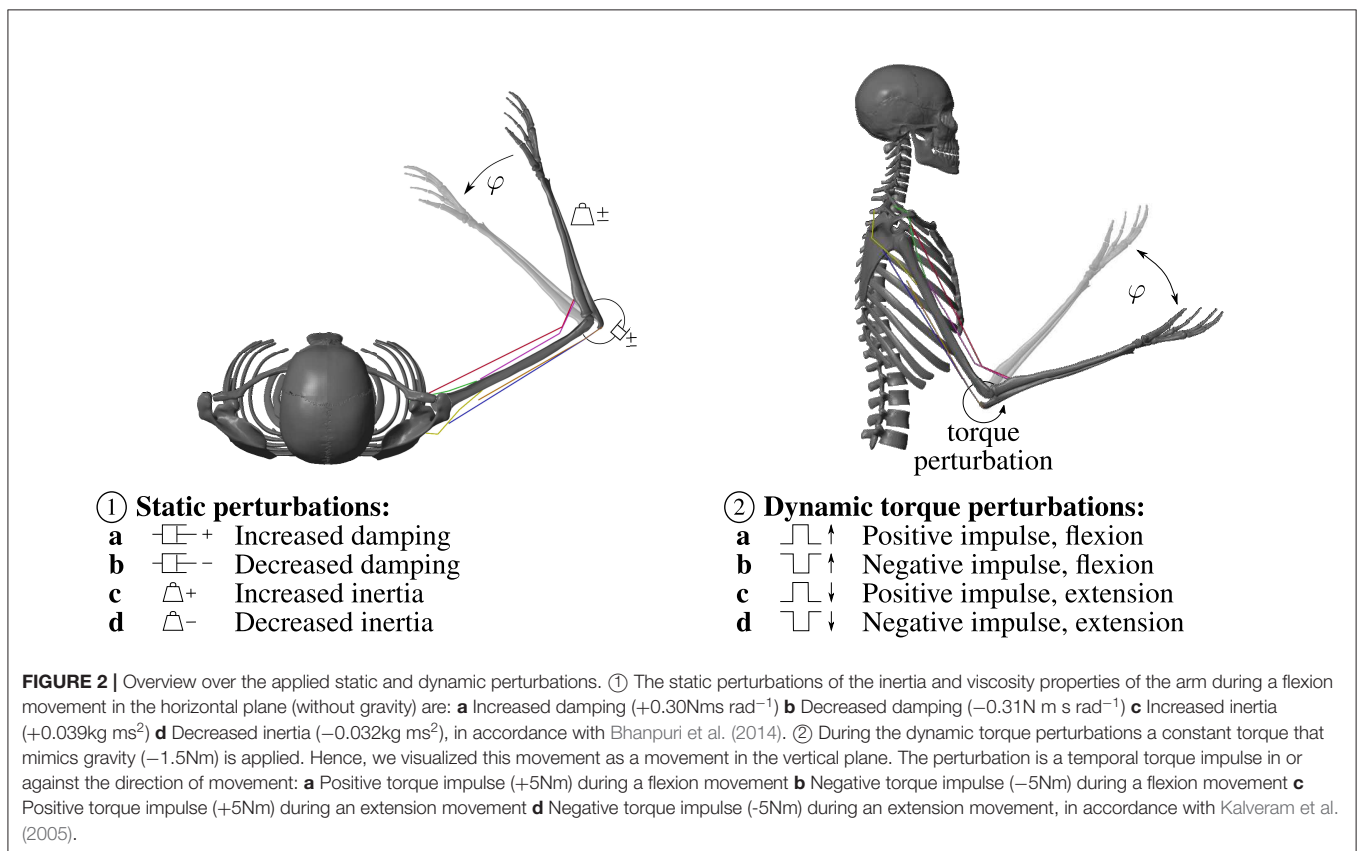 φ
±
±
φ
torque
perturbation
① Static perturbations:
a + Increased damping
b − Decreased damping
c + Increased inertia
d − Decreased inertia
② Dynamic torque perturbations:
a ↑ Positive impulse, flexion
b ↑ Negative impulse, flexion
c ↓ Positive impulse, extension
d ↓ Negative impulse, extension
FIGURE 2 | Overview over the applied static and dynamic perturbations. ① The static perturbations of the inertia and viscosity properties of the arm during a flexion
movement in the horizontal plane (without gravity) are: a Increased damping (+0.30Nms rad⁻¹) b Decreased damping (−0.31N m s rad⁻¹) c Increased inertia
(+0.039kg ms²) d Decreased inertia (−0.032kg ms²), in accordance with Bhanpuri et al. (2014). ② During the dynamic torque perturbations a constant torque that
mimics gravity (−1.5Nm) is applied. Hence, we visualized this movement as a movement in the vertical plane. The perturbation is a temporal torque impulse in or
against the direction of movement: a Positive torque impulse (+5Nm) during a flexion movement b Negative torque impulse (−5Nm) during a flexion movement c
Positive torque impulse (+5Nm) during an extension movement d Negative torque impulse (-5Nm) during an extension movement, in accordance with Kalveram et al.
(2005).